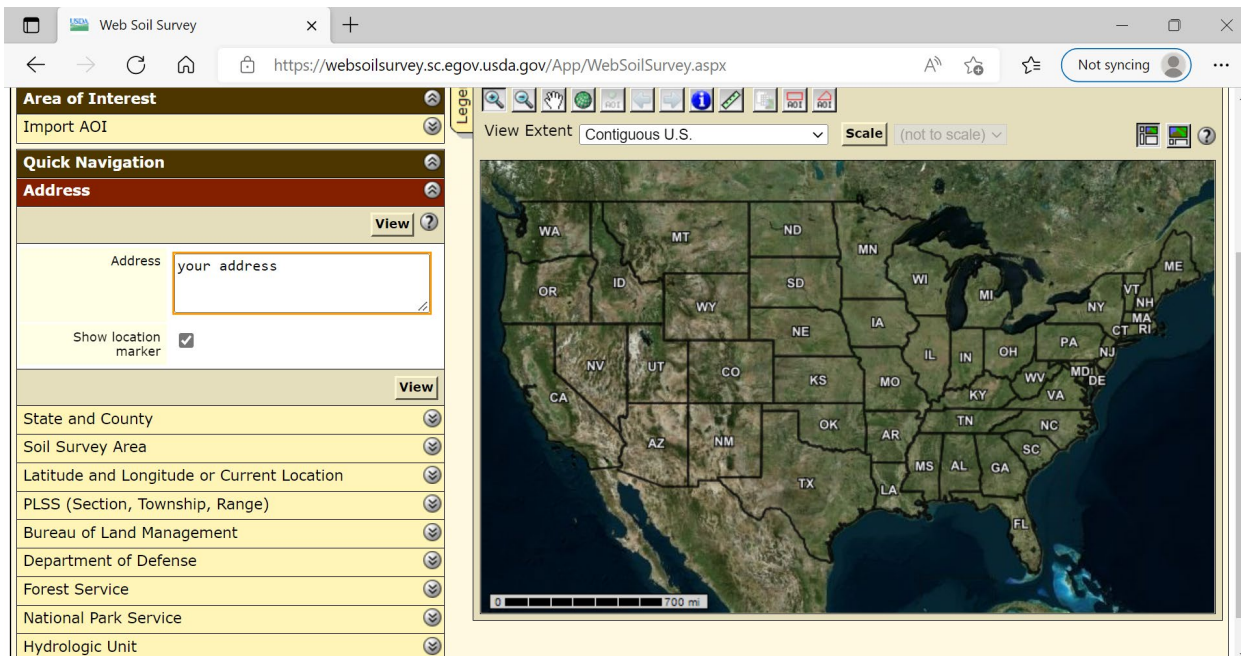 Web Soil Survey
https://websoilsurvey.sc.egov.usda.gov/App/WebSoilSurvey.aspx
Not syncing
Area of Interest
Import AOI
Quick Navigation
Address
View
Address
your address
Show location
marker
View
State and County
Soil Survey Area
Latitude and Longitude or Current Location
PLSS (Section, Township, Range)
Bureau of Land Management
Department of Defense
Forest Service
National Park Service
Hydrologic Unit
Lege
AOI AOI AOI
View Extent Contiguous U.S. Scale (not to scale)
WA MT ND MN ME
OR ID WY SD WI MI NY VT NH
MA
CT RI
NE IA PA NJ
NV UT CO KS MO IL IN OH WV MD DE
CA KY VA
AZ NM OK AR TN NC
TX LA MS AL GA SC
FL
0 700 mi